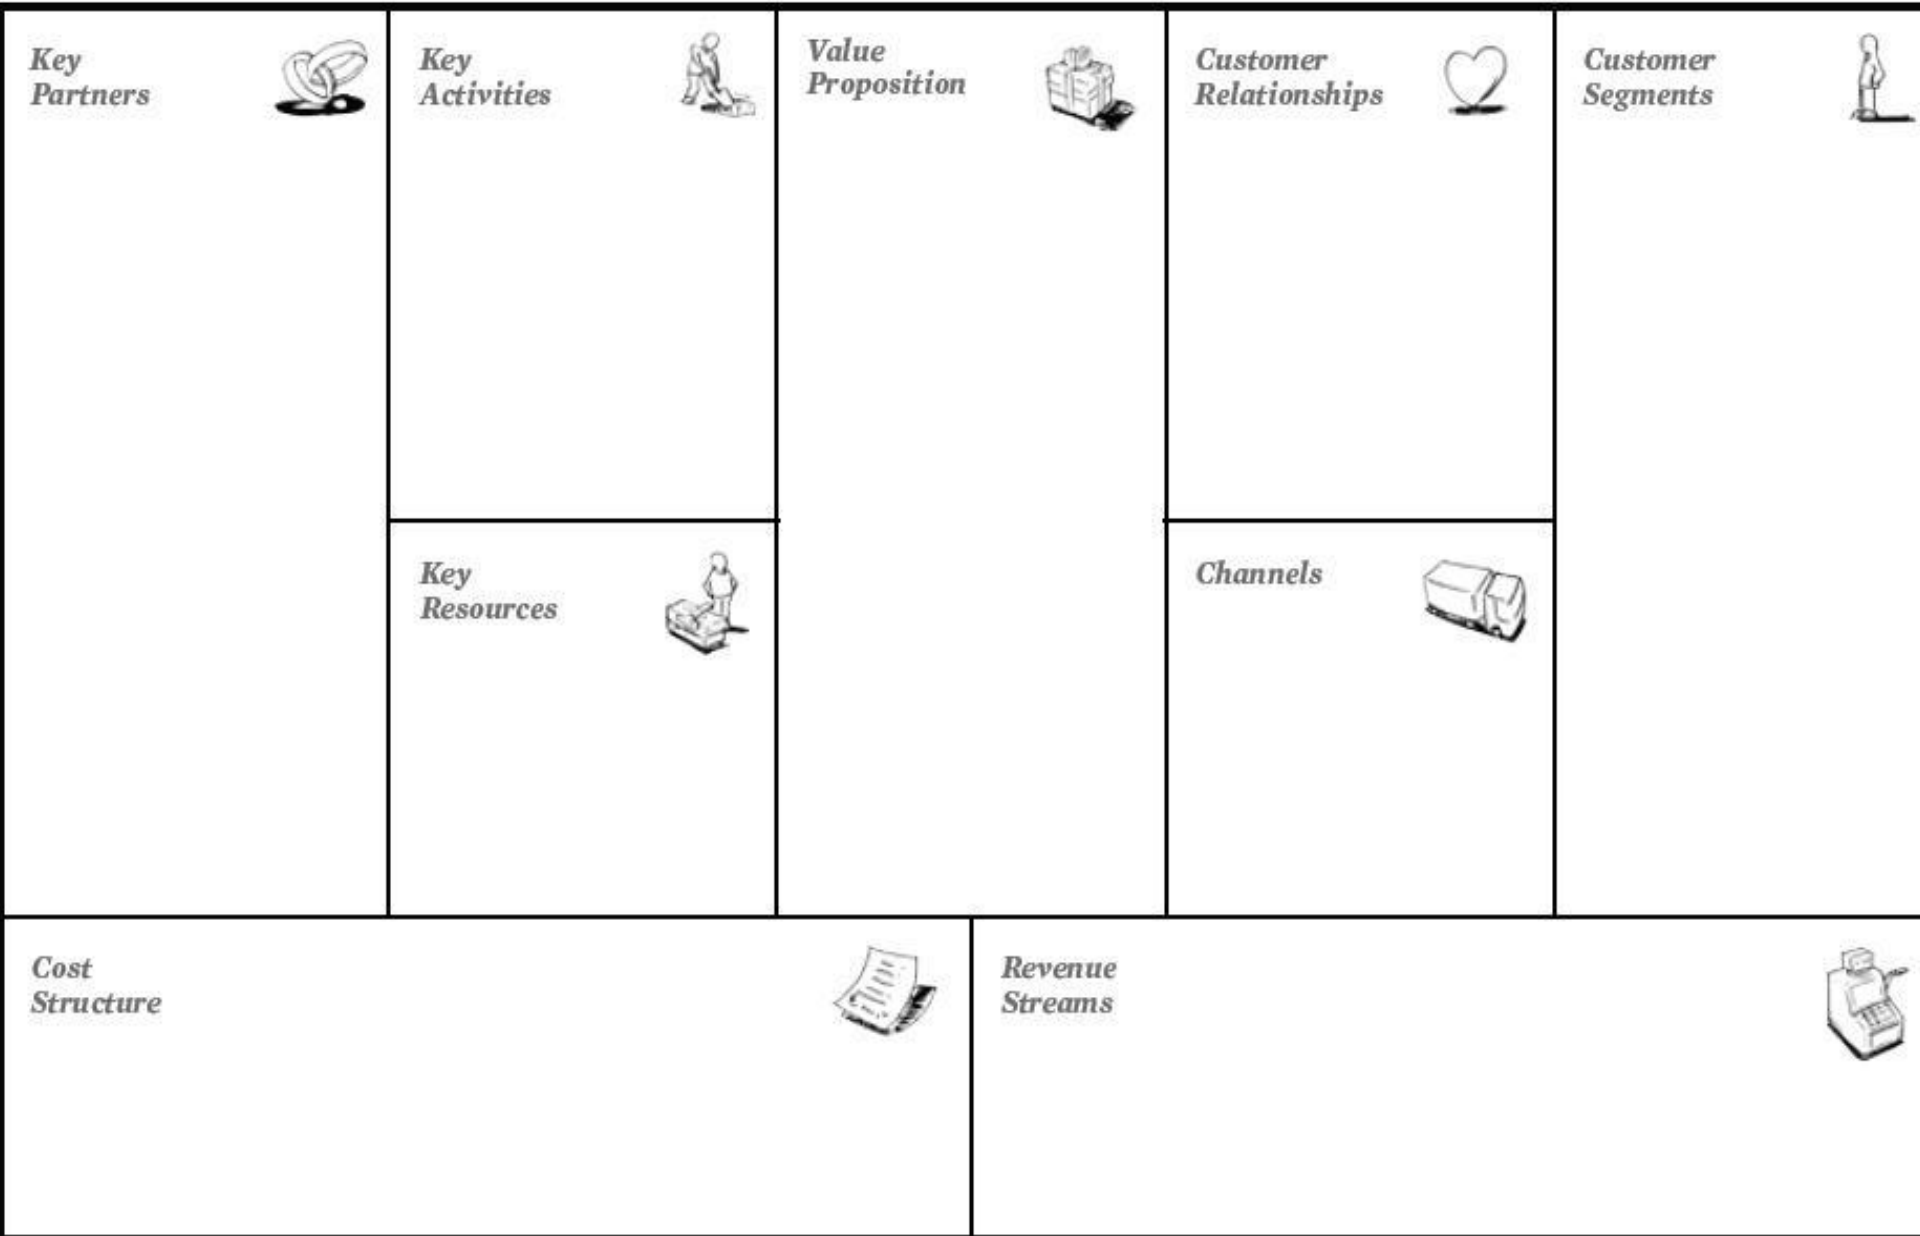 Key
Partners
Key
Activities
Value
Proposition
Customer
Relationships
Customer
Segments
Key
Resources
Channels
Cost
Structure
Revenue
Streams